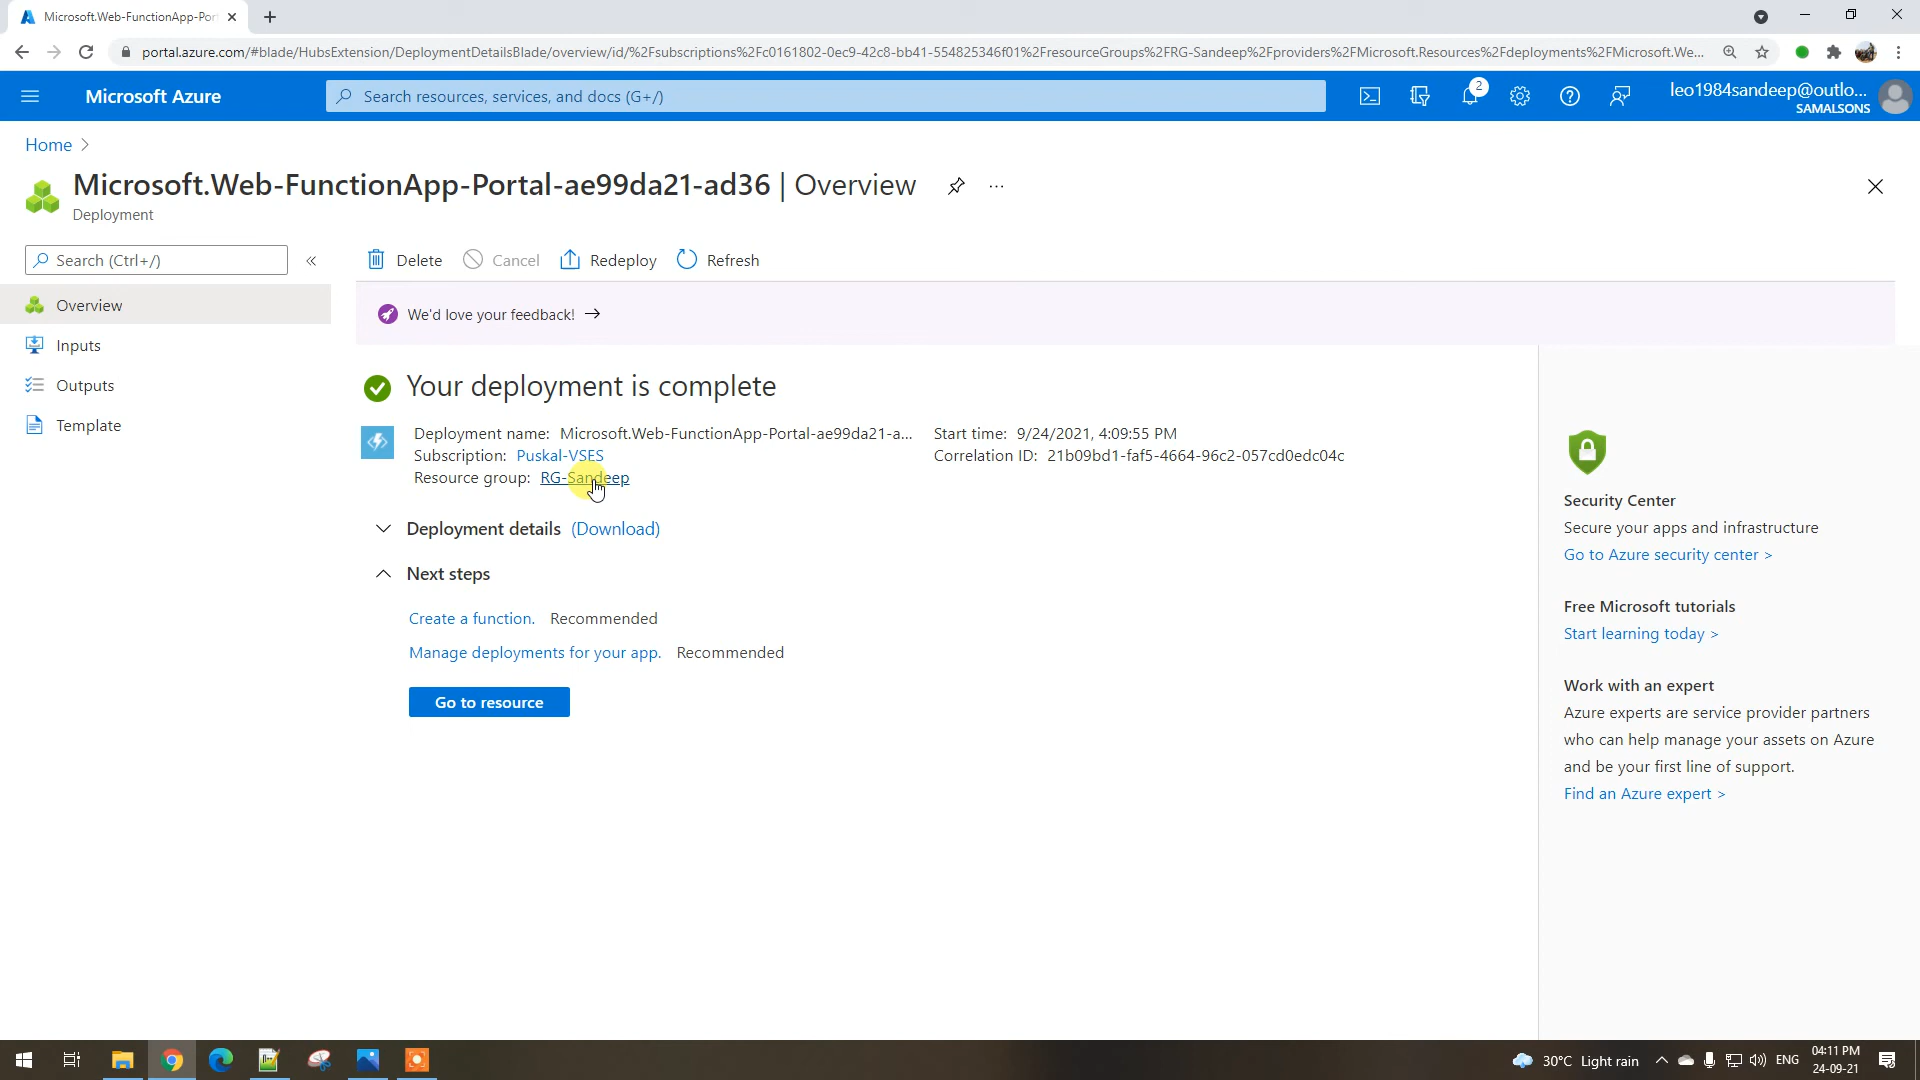 Microsoft.Web-FunctionApp-Por
portal.azure.com/#blade/HubsExtension/DeploymentDetailsBlade/overview/id/%2Fsubscriptions%2Fc0161802-0ec9-42c8-bb41-554825346f01%2FresourceGroups%2FRG-Sandeep%2Fproviders%2FMicrosoft.Resources%2Fdeployments%2FMicrosoft.We...
Microsoft Azure
Search resources, services, and docs (G+/)
2
leo1984sandeep@outlo...
SAMALSONS
Home
Microsoft.Web-FunctionApp-Portal-ae99da21-ad36 | Overview
...
Deployment
Search (Ctrl+/)
«
Delete
Cancel
Redeploy
Refresh
Overview
Inputs
Outputs
Template
We'd love your feedback! →
Your deployment is complete
Deployment name: Microsoft.Web-FunctionApp-Portal-ae99da21-a...
Subscription: Puskal-VSES
Resource group: RG-Sandeep
Start time: 9/24/2021, 4:09:55 PM
Correlation ID: 21b09bd1-faf5-4664-96c2-057cd0edc04c
Deployment details (Download)
Next steps
Create a function. Recommended
Manage deployments for your app. Recommended
Go to resource
Security Center
Secure your apps and infrastructure
Go to Azure security center >
Free Microsoft tutorials
Start learning today >
Work with an expert
Azure experts are service provider partners
who can help manage your assets on Azure
and be your first line of support.
Find an Azure expert >
30°C Light rain
ENG
04:11 PM
24-09-21